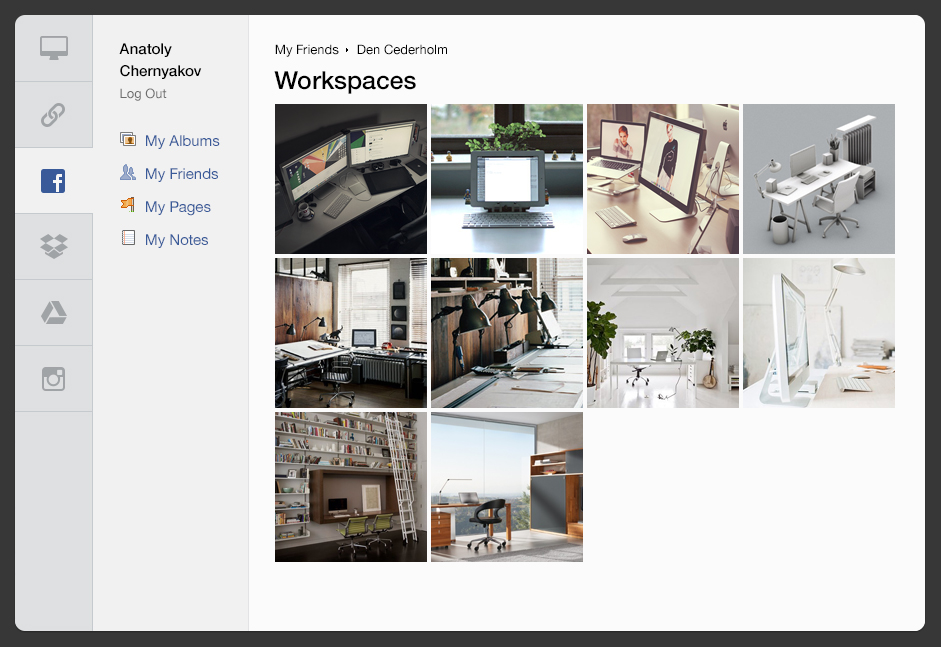 Anatoly
Chernyakov
Log Out
My Albums
My Friends
My Pages
My Notes
My Friends ▸ Den Cederholm
Workspaces